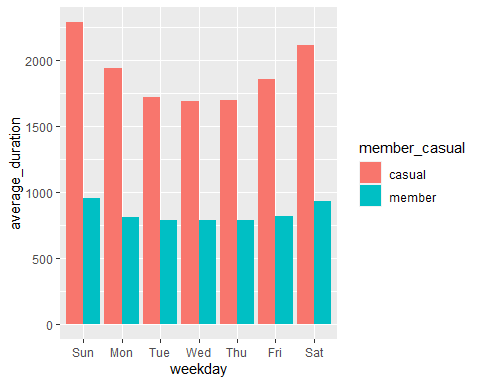 average_duration
2000
1500
1000
500
0
Sun Mon Tue Wed Thu Fri Sat
weekday
member_casual
casual
member